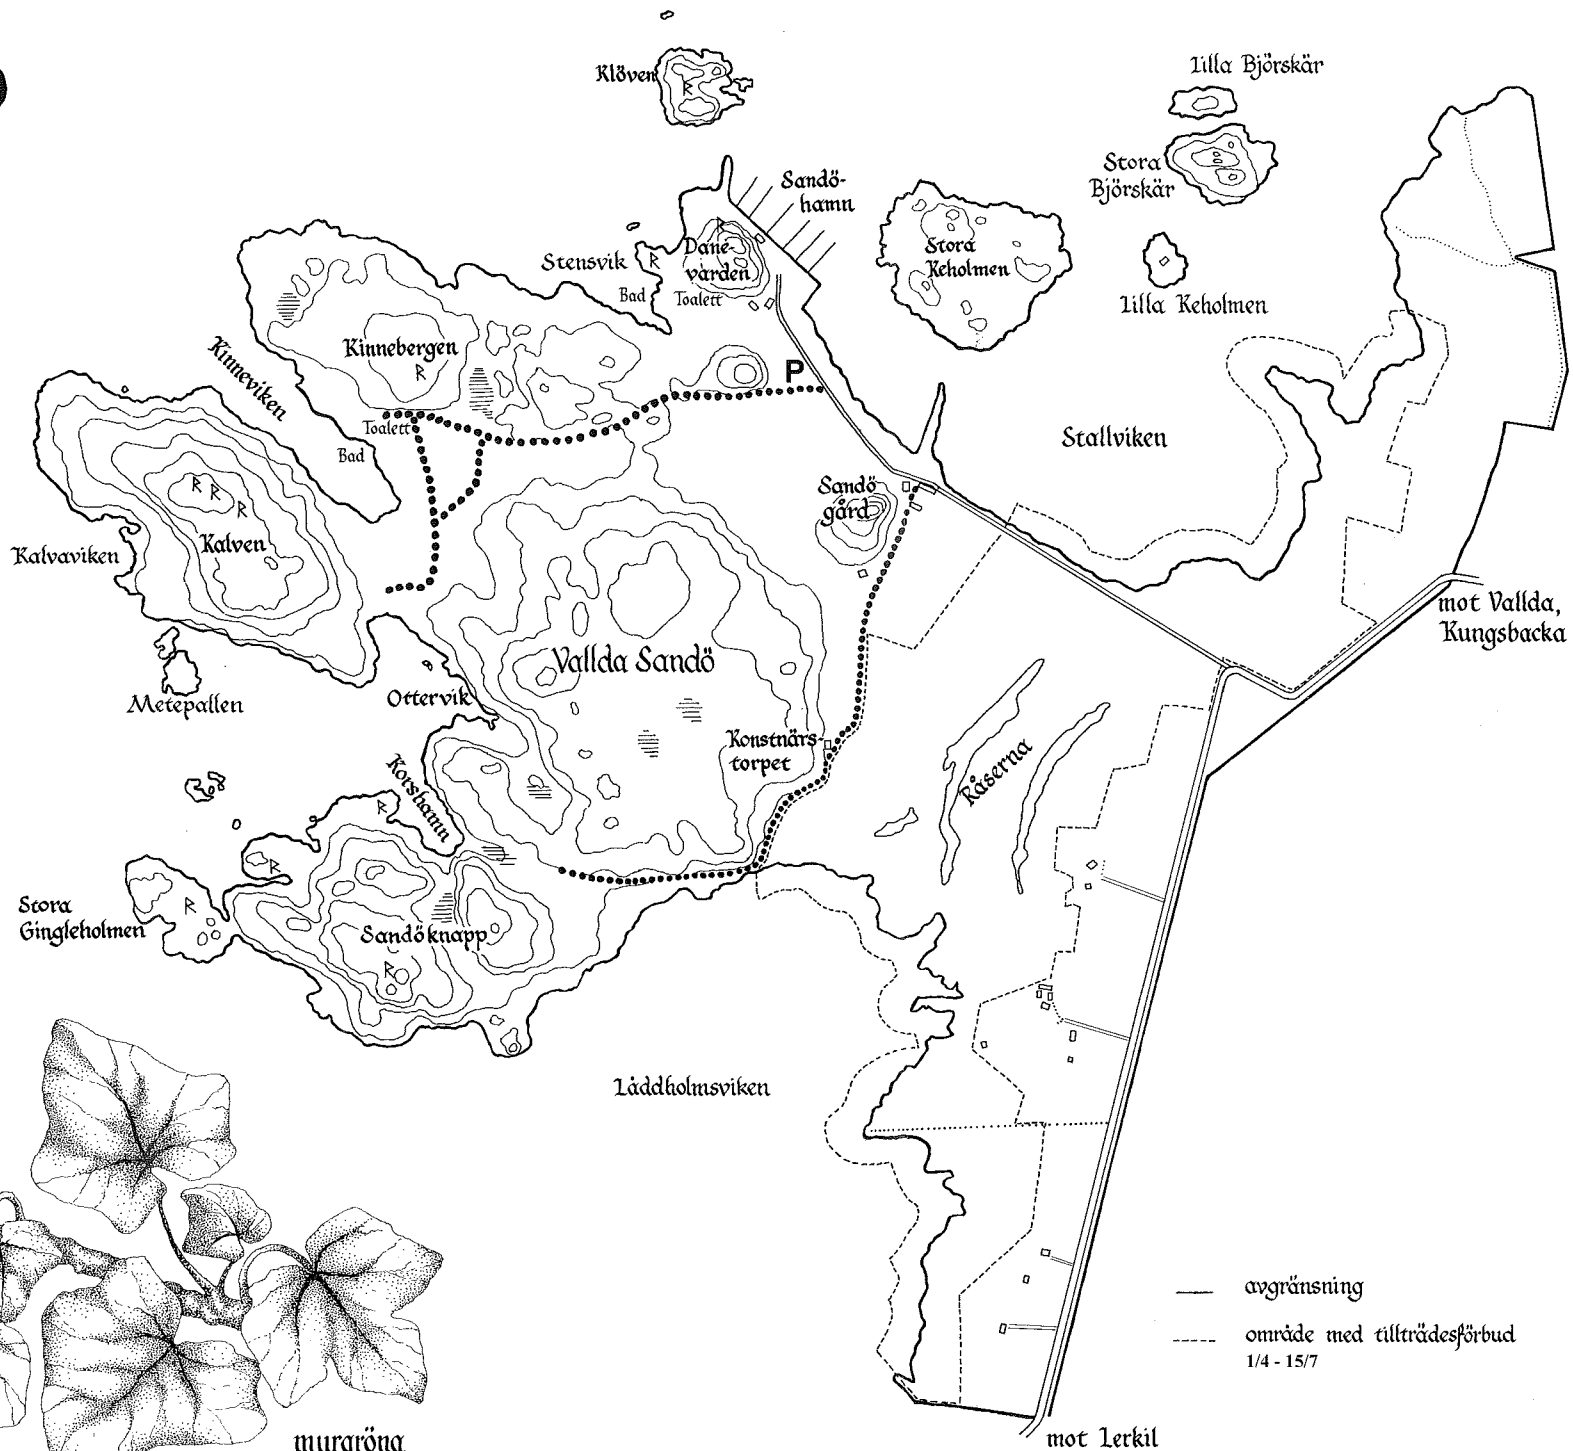 Klöven
R
Lilla Björskär
Stora
Björskär
Sandö-
hamn
Stora
Keholmen
Lilla Keholmen
R
Dane-
vården
Stensvik
R
Bad
Toalett
Kinnebergen
R
Kinneviken
P
Toalett
Bad
Stallviken
Sandö
gård
R R
R
Kalven
Kalvaviken
mot Vallda,
Kungsbacka
Vallda Sandö
Metepallen
Ottervik
Konstnärs-
torpet
Råserna
Korshamn
R
R
Stora
Gingleholmen
R
Sandöknapp
R
Låddholmsviken
avgränsning
område med tillträdesförbud
1/4 - 15/7
murgröna
mot Lerkil